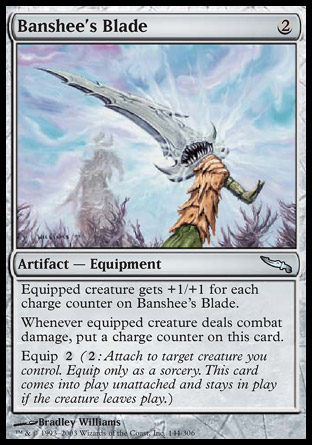 Banshee's Blade 2
Artifact — Equipment
Equipped creature gets +1/+1 for each
charge counter on Banshee's Blade.
Whenever equipped creature deals combat
damage, put a charge counter on this card.
Equip 2 (2: Attach to target creature you
control. Equip only as a sorcery. This card
comes into play unattached and stays in play
if the creature leaves play.)
Bradley Williams
™ & © 1993-2003 Wizards of the Coast, Inc. 144/306